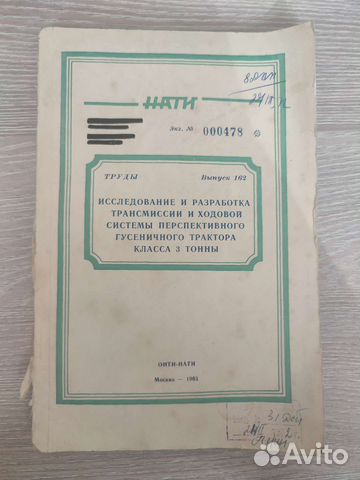 НАТИ
Экз. № 000478
ТРУДЫ Выпуск 162
ИССЛЕДОВАНИЕ И РАЗРАБОТКА
ТРАНСМИССИИ И ХОДОВОЙ
СИСТЕМЫ ПЕРСПЕКТИВНОГО
ГУСЕНИЧНОГО ТРАКТОРА
КЛАССА 3 ТОННЫ
ОНТИ-НАТИ
Москва — 1963
Avito